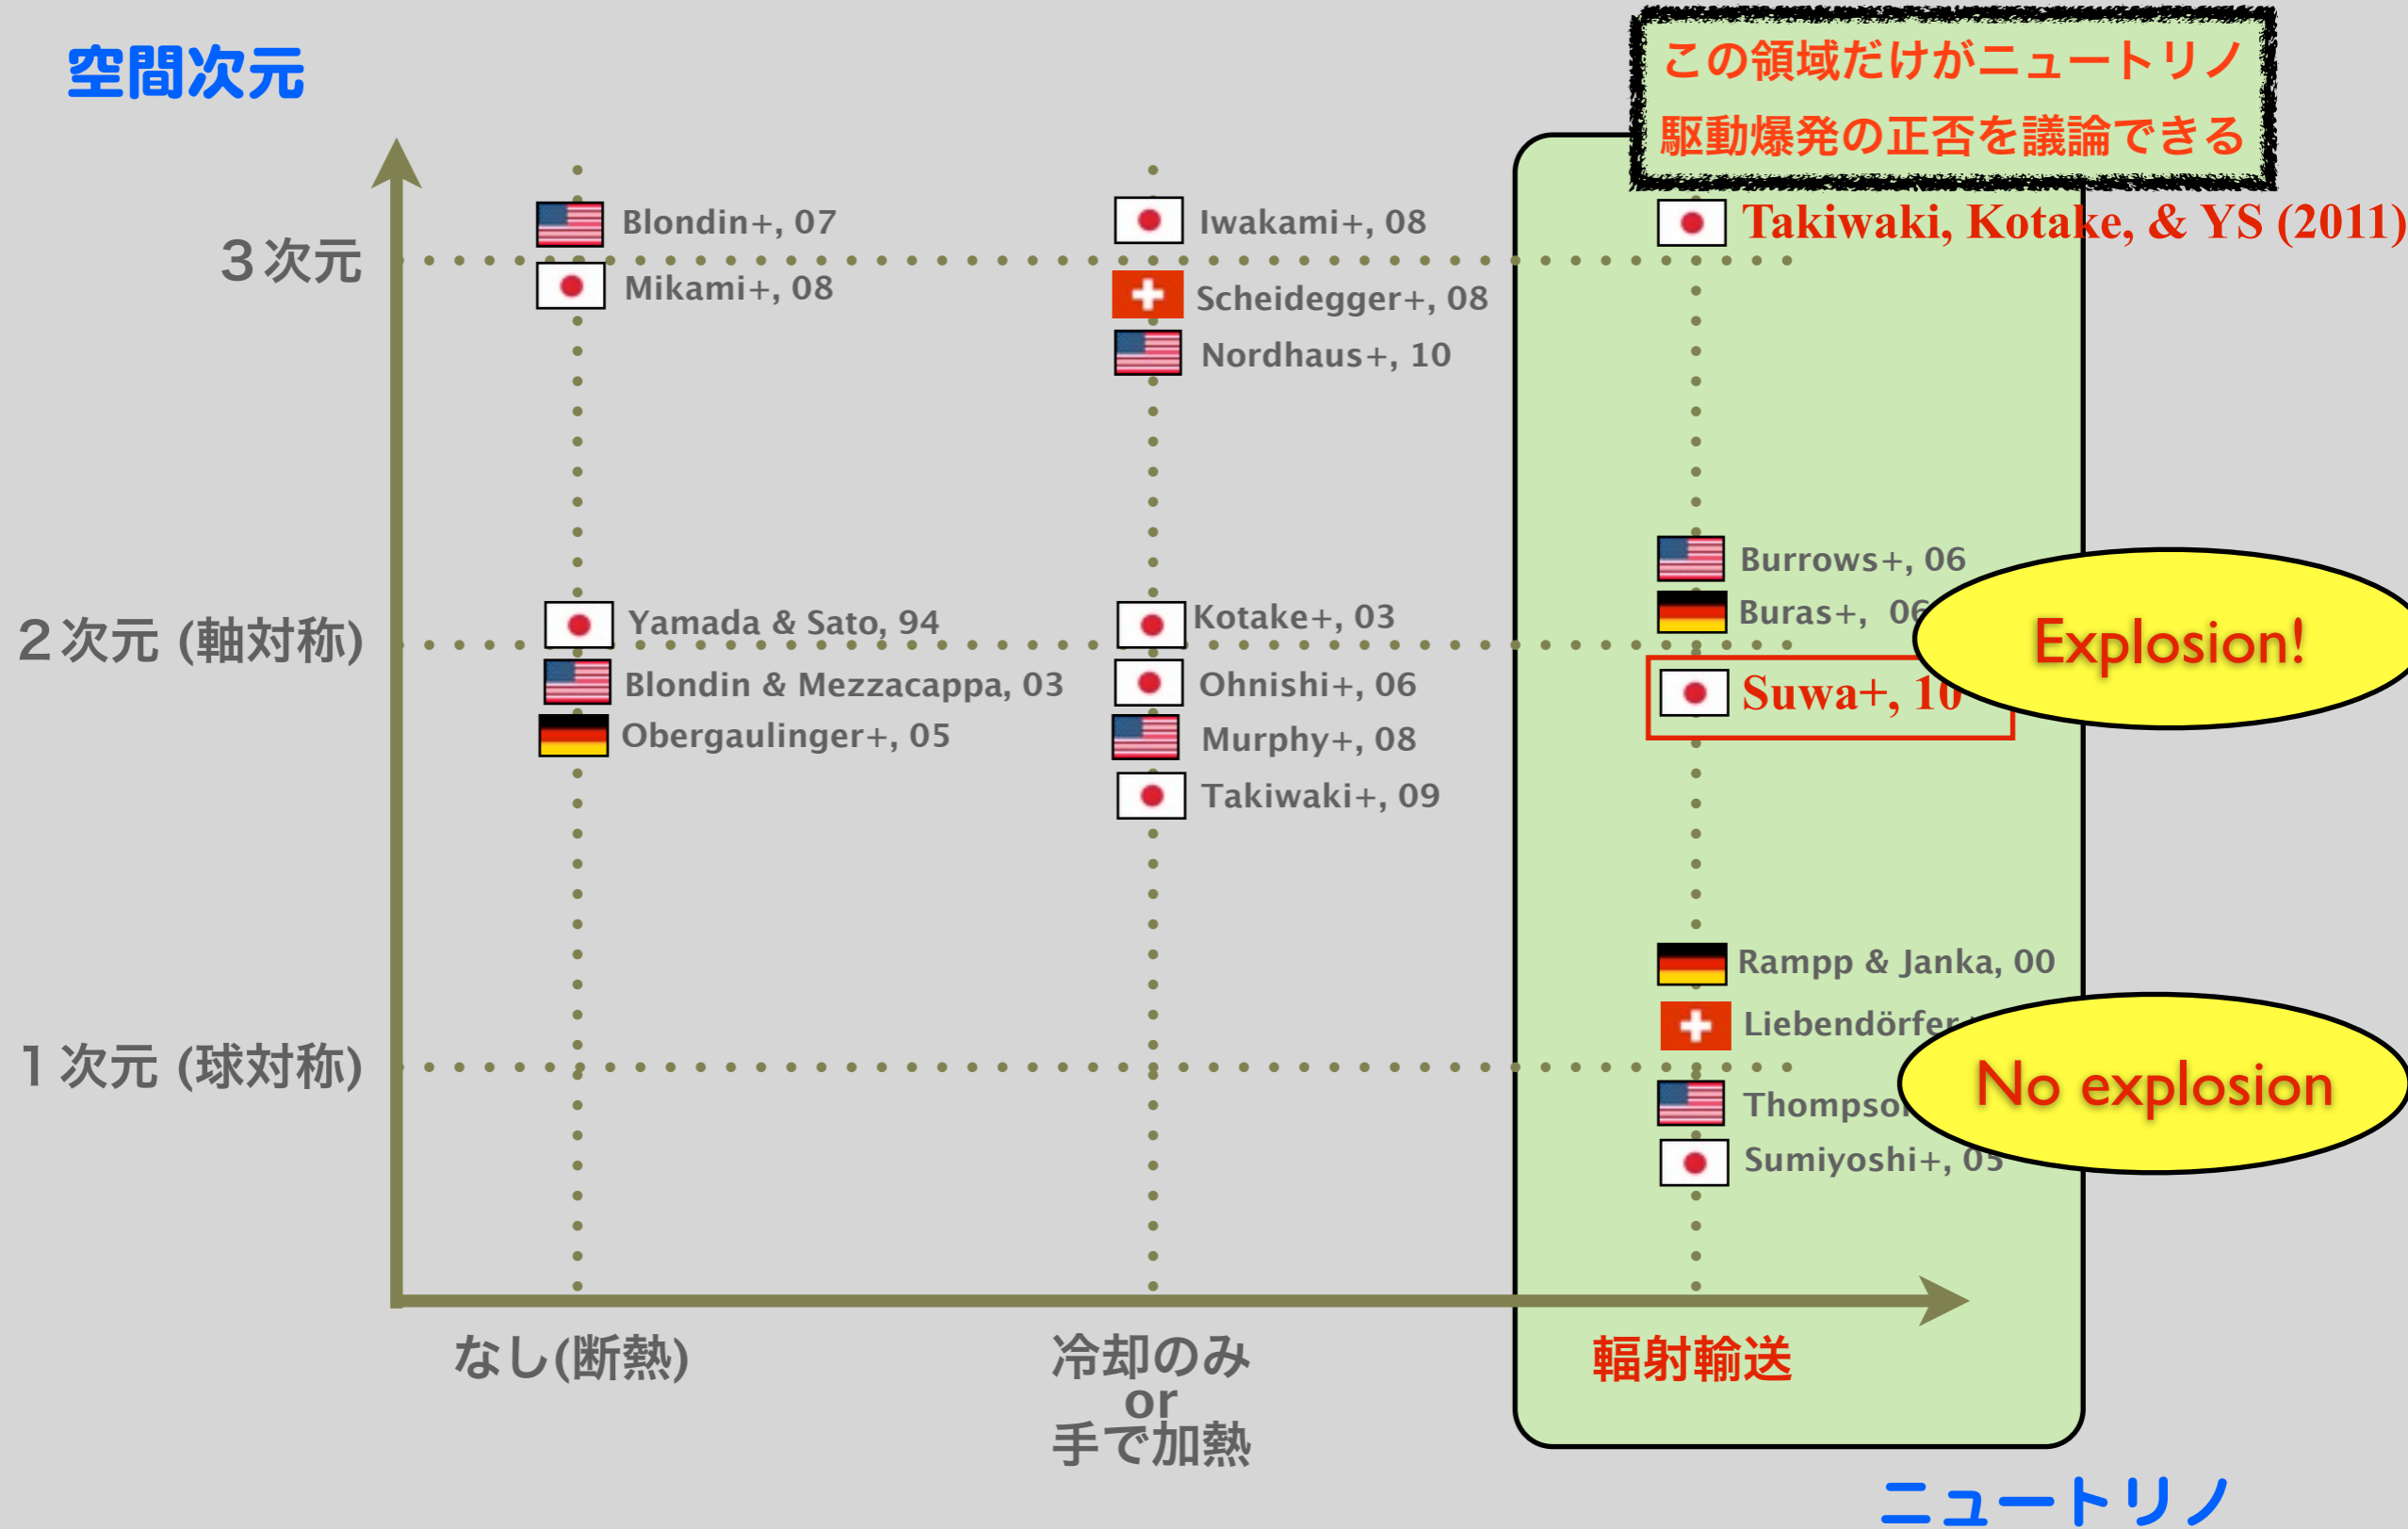 空間次元
この領域だけがニュートリノ
駆動爆発の正否を議論できる
3次元
Blondin+, 07
Mikami+, 08
Iwakami+, 08
Scheidegger+, 08
Nordhaus+, 10
Takiwaki, Kotake, & YS (2011)
2次元 (軸対称)
Yamada & Sato, 94
Blondin & Mezzacappa, 03
Obergaulinger+, 05
Kotake+, 03
Ohnishi+, 06
Murphy+, 08
Takiwaki+, 09
Burrows+, 06
Buras+, 06
Suwa+, 10
Explosion!
1次元 (球対称)
Rampp & Janka, 00
Liebendörfer
Sumiyoshi+, 05
No explosion
なし(断熱)
冷却のみ
or
手で加熱
輻射輸送
ニュートリノ